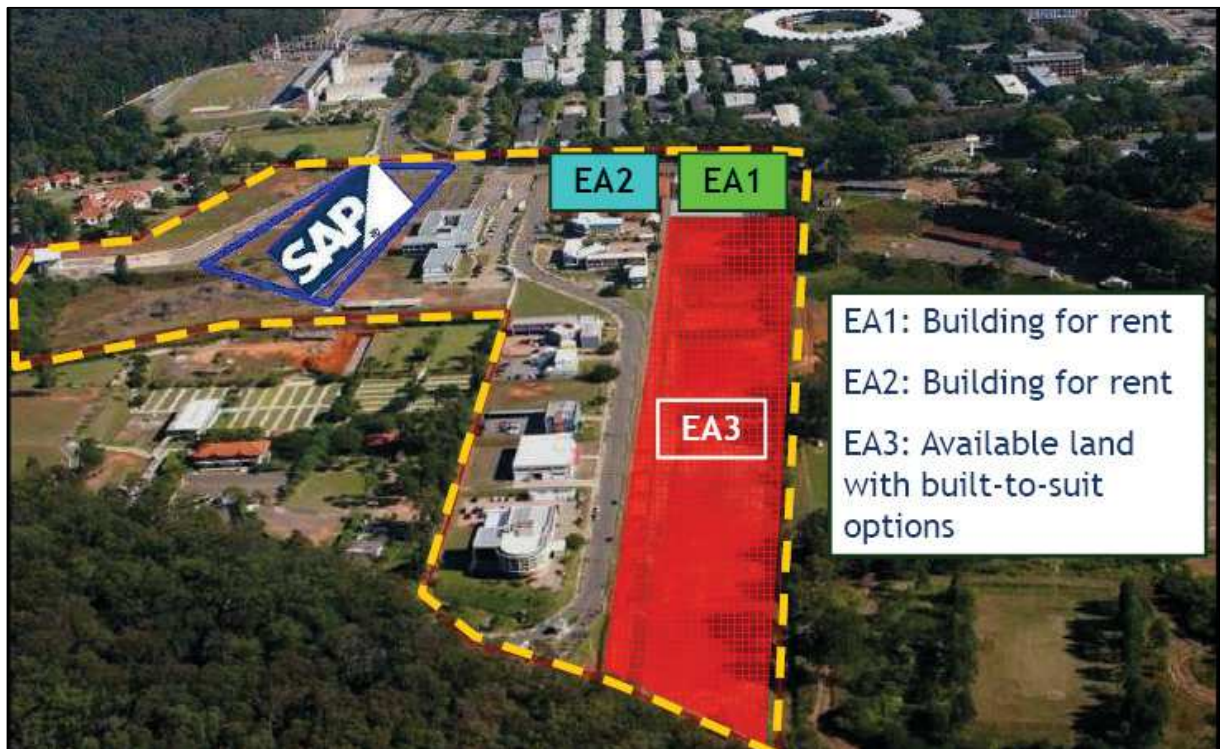 EA2
EA1
SAP
®
EA3
EA1: Building for rent
EA2: Building for rent
EA3: Available land
with built-to-suit
options